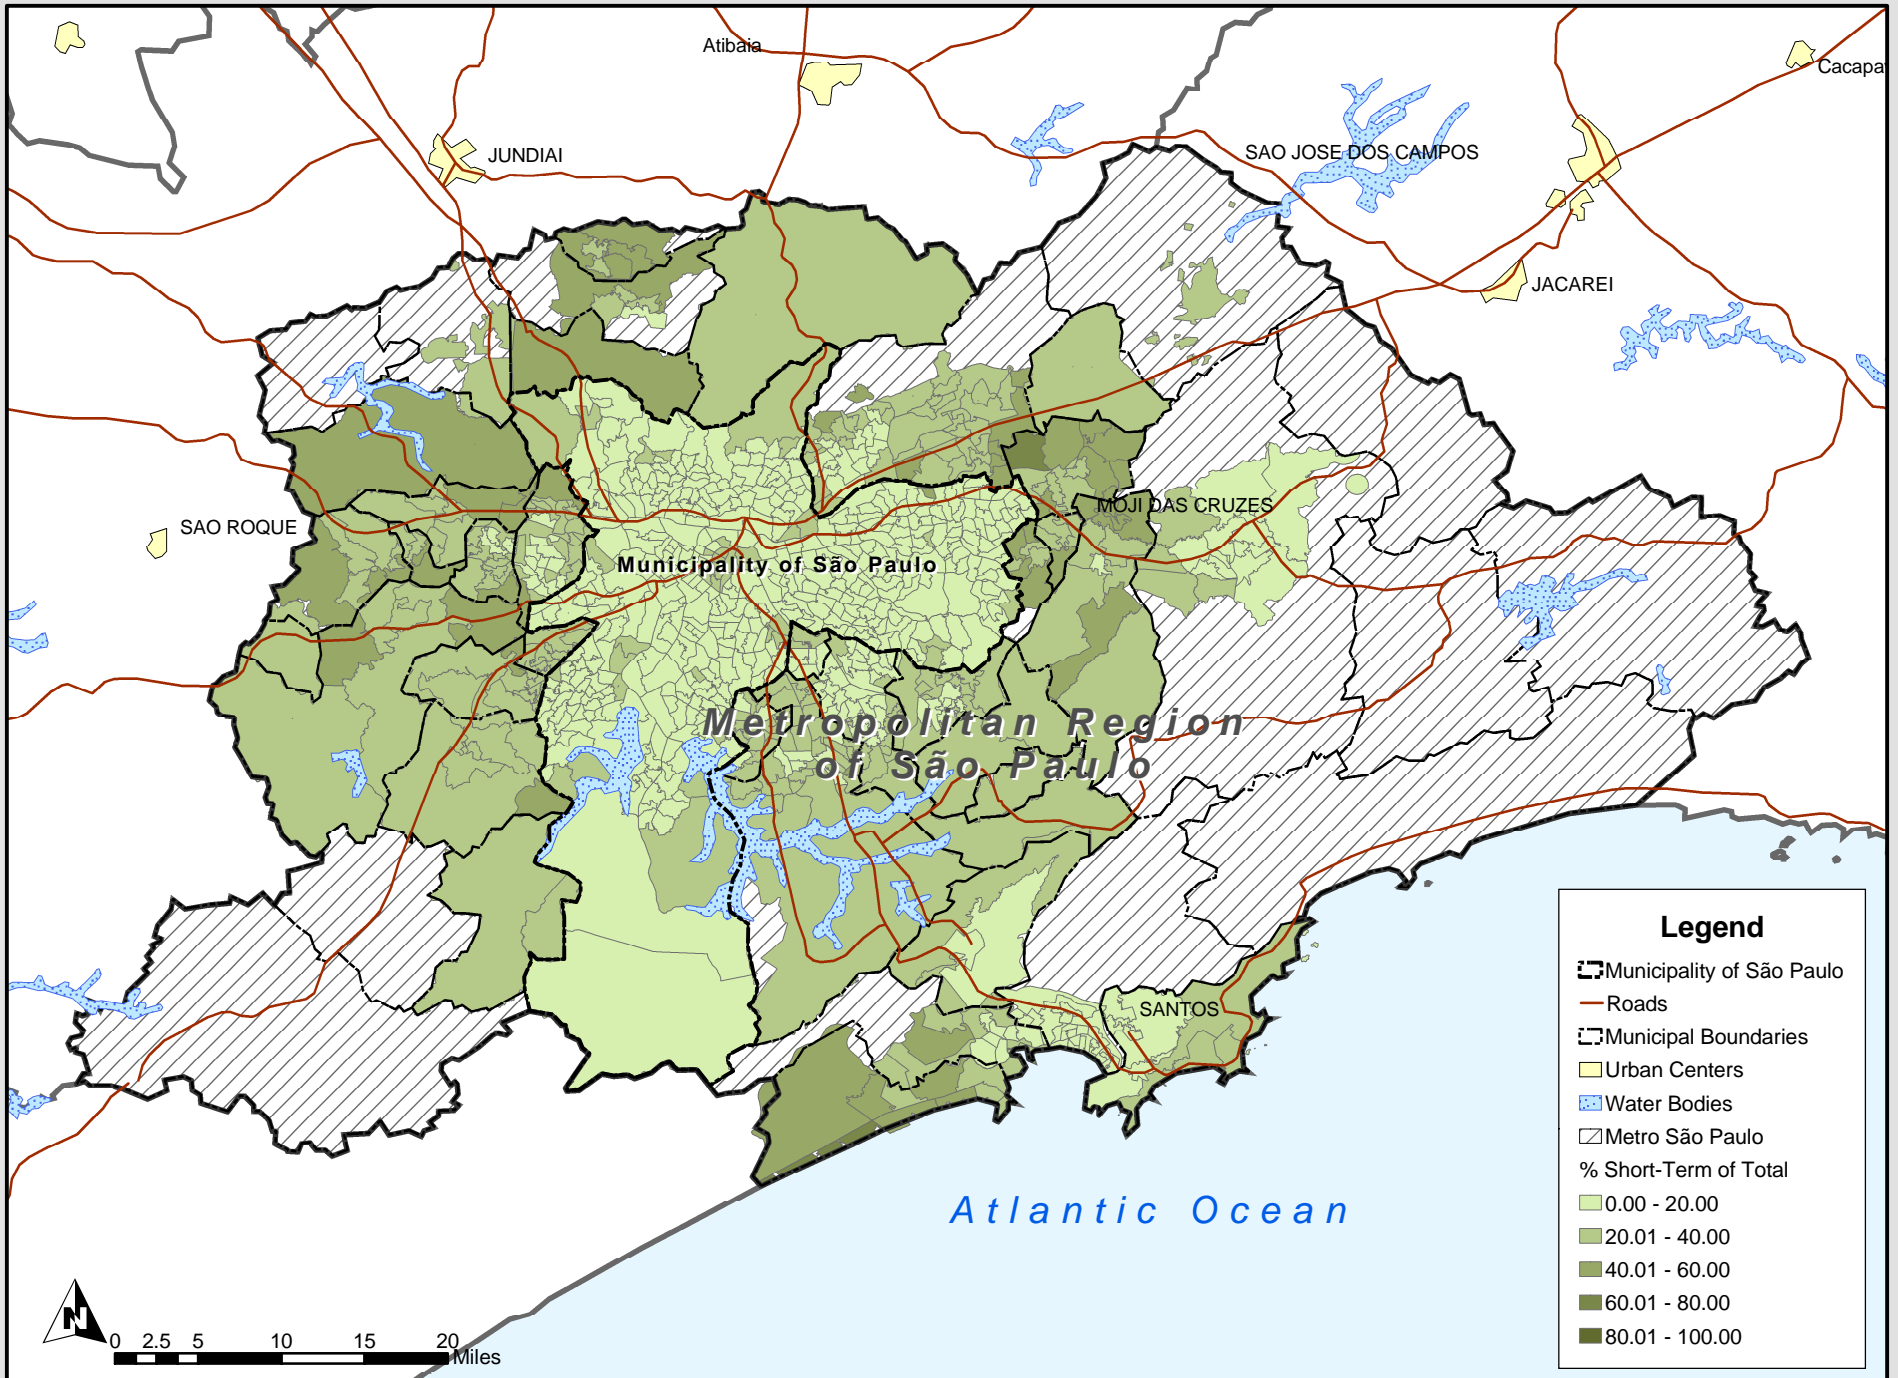 Atibaia
Cacapa
JUNDIAI
SAO JOSE DOS CAMPOS
JACAREI
SAO ROQUE
MOJI DAS CRUZES
Municipality of São Paulo
Metropolitan Region
of São Paulo
SANTOS
Atlantic Ocean
Legend
Municipality of São Paulo
Roads
Municipal Boundaries
Urban Centers
Water Bodies
Metro São Paulo
% Short-Term of Total
0.00 - 20.00
20.01 - 40.00
40.01 - 60.00
60.01 - 80.00
80.01 - 100.00
N
0 2.5 5 10 15 20
Miles